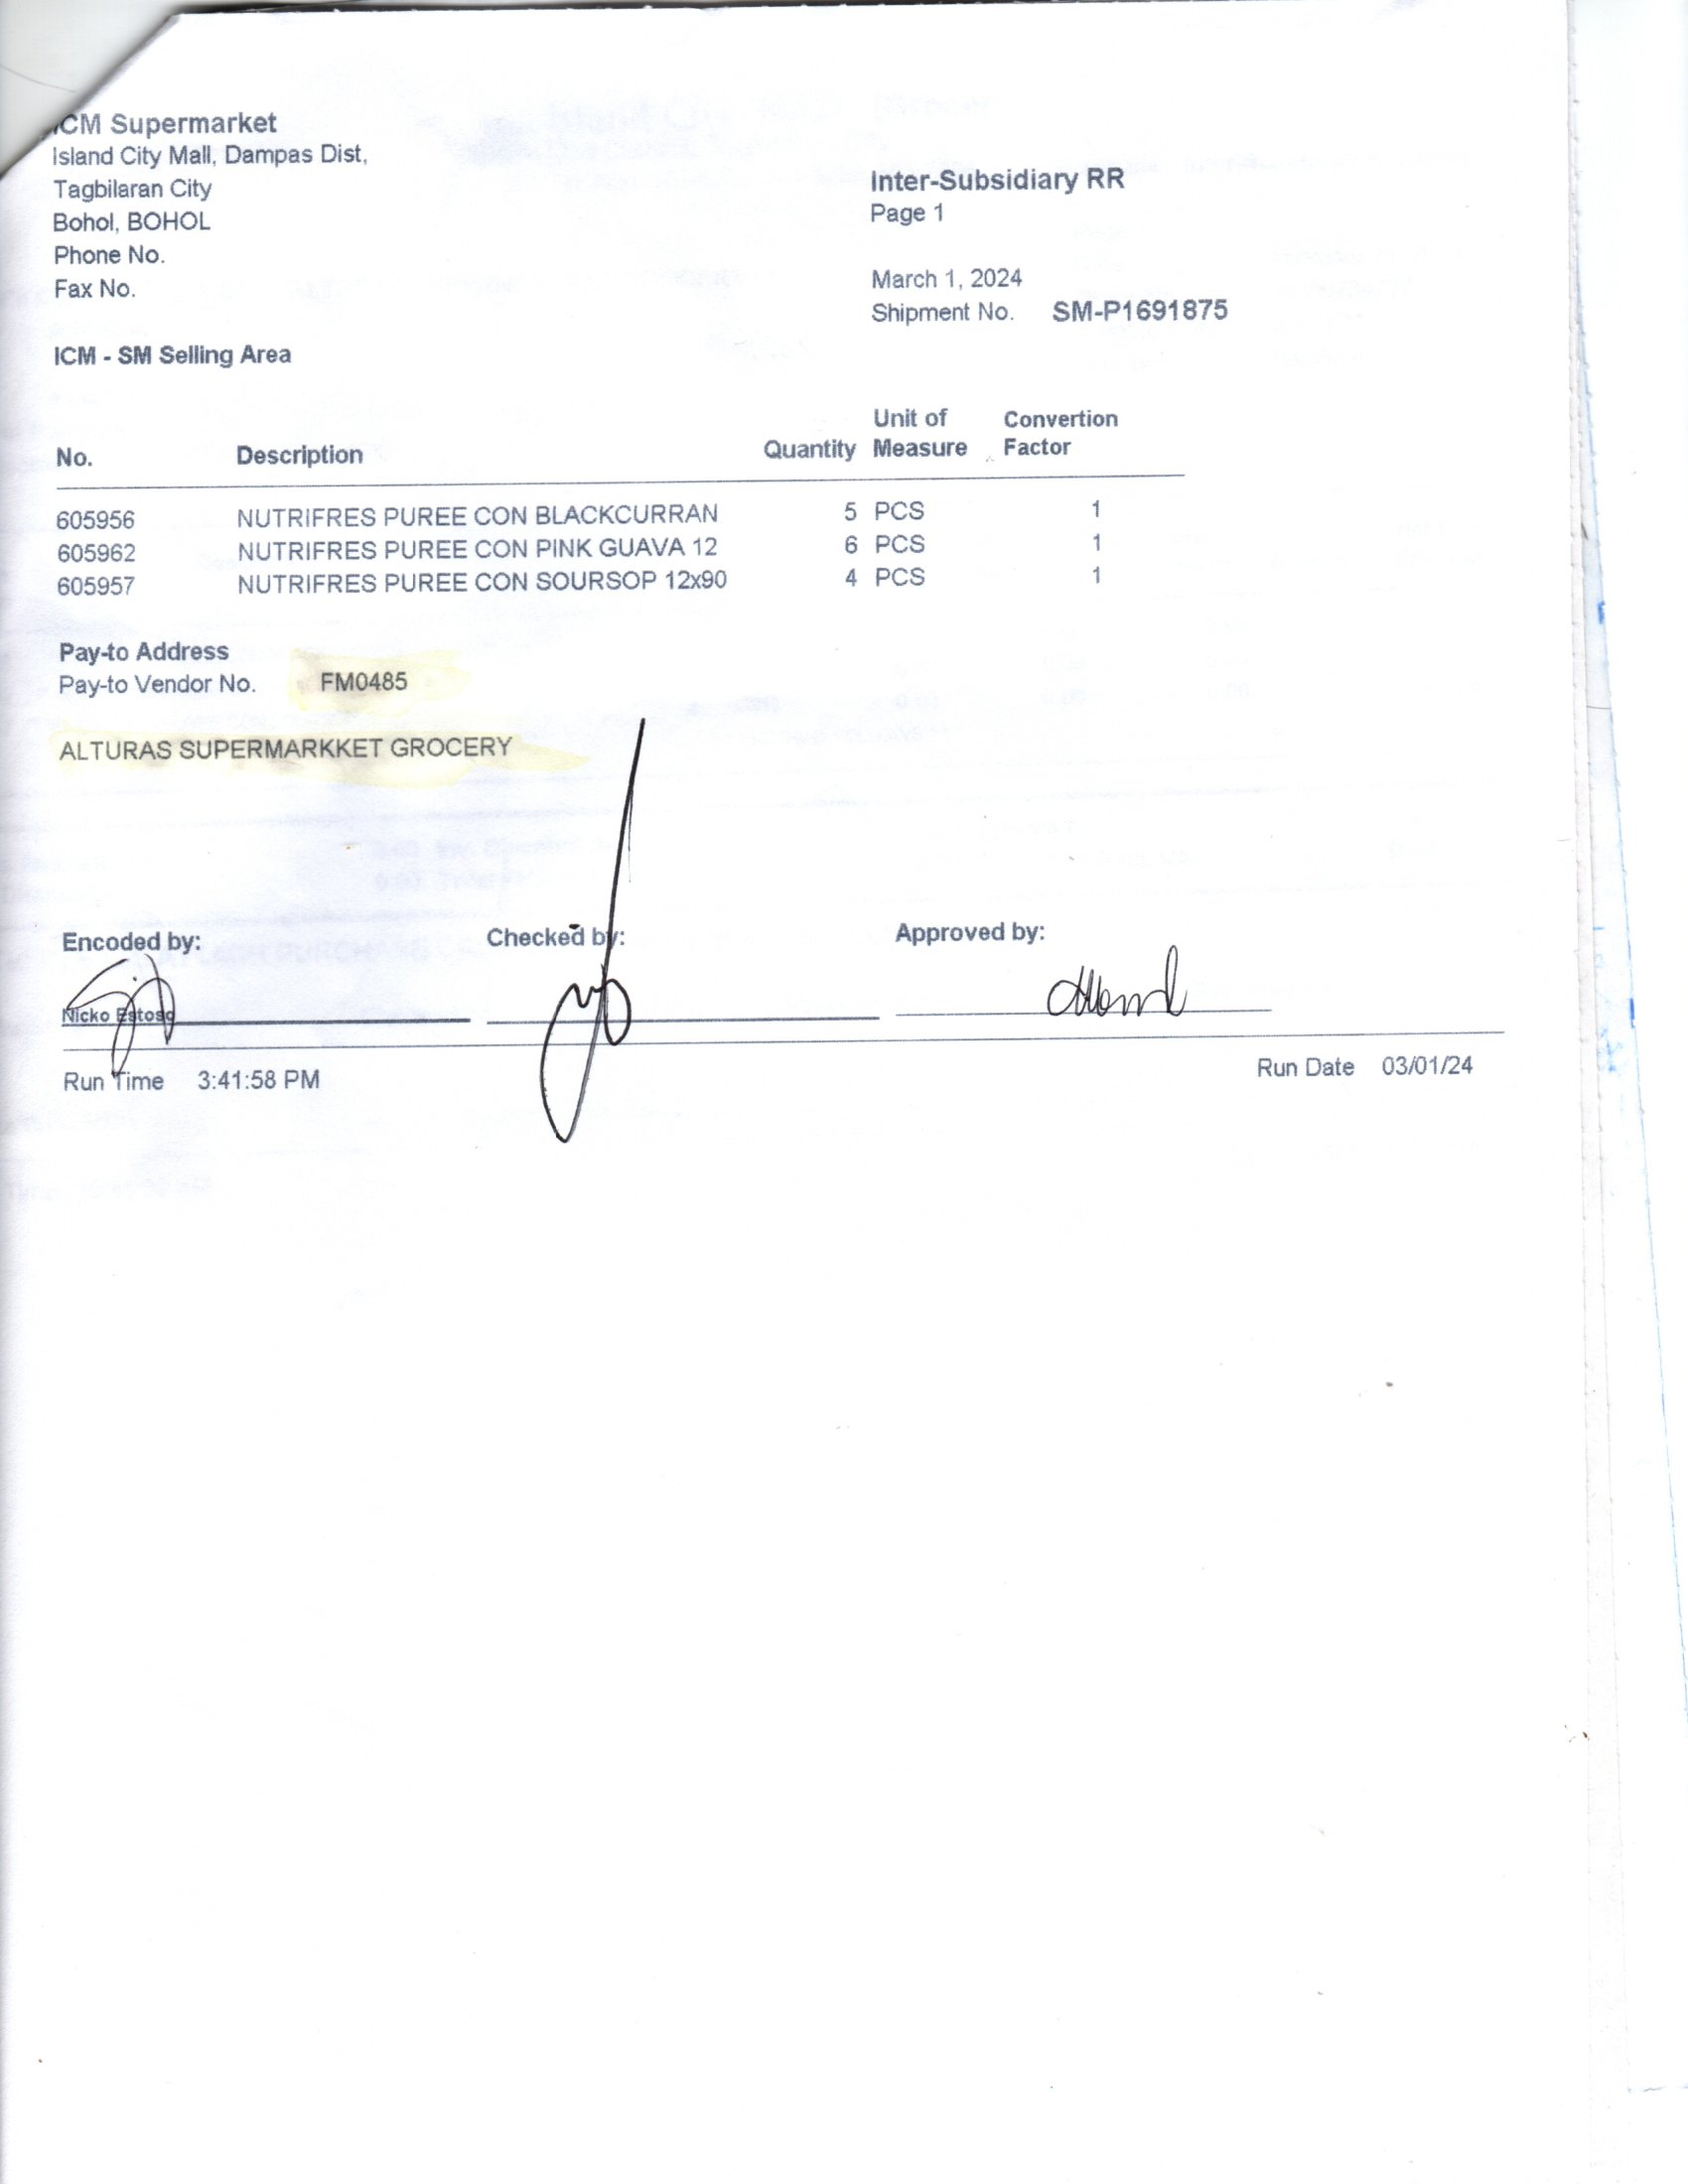 ICM Supermarket
Island City Mall, Dampas Dist,
Tagbilaran City
Bohol, BOHOL
Phone No.
Fax No.
Inter-Subsidiary RR
Page 1
March 1, 2024
Shipment No. SM-P1691875
ICM - SM Selling Area
No. Description Quantity Unit of Measure Convertion Factor
605956 NUTRIFRES PUREE CON BLACKCURRAN 5 PCS 1
605962 NUTRIFRES PUREE CON PINK GUAVA 12 6 PCS 1
605957 NUTRIFRES PUREE CON SOURSOP 12x90 4 PCS 1
Pay-to Address
Pay-to Vendor No. FM0485
ALTURAS SUPERMARKKET GROCERY
Encoded by: Checked by: Approved by:
Nicko Estoso
Run Time 3:41:58 PM Run Date 03/01/24